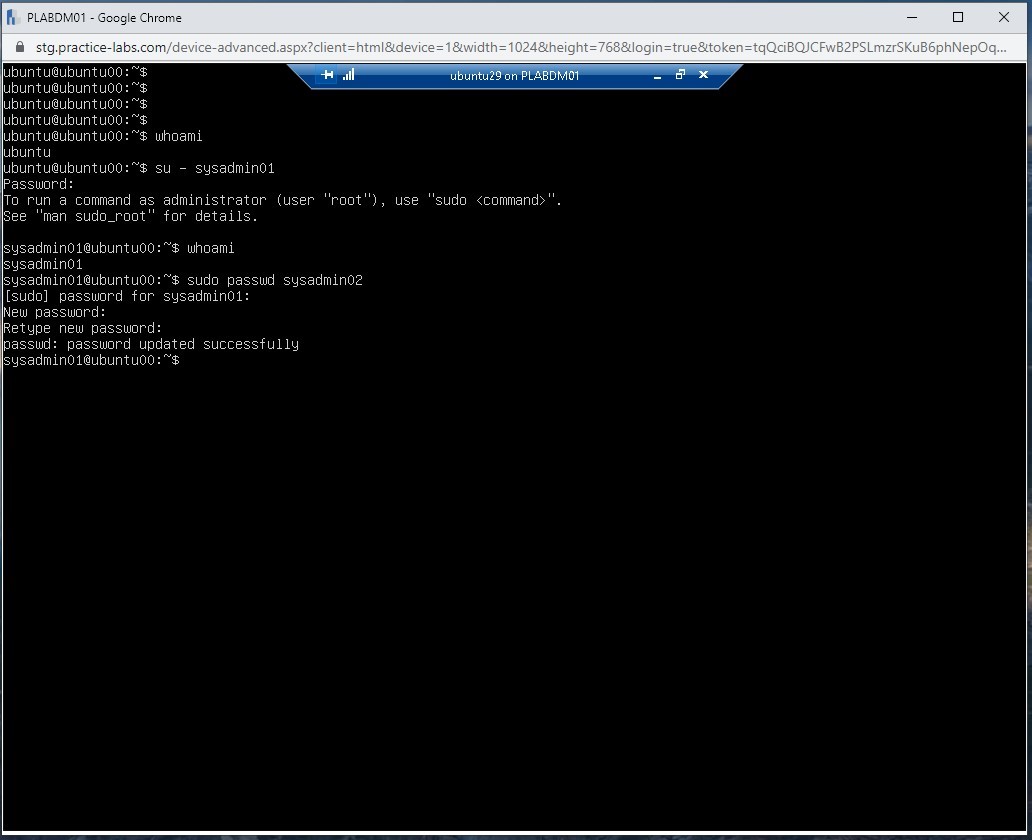 PLABDM01 - Google Chrome
stg.practice-labs.com/device-advanced.aspx?client=html&device=1&width=1024&height=768&login=true&token=tqQciBQJCFwB2PSLmzrSKuB6phNepOq...
ubuntu29 on PLABDM01
ubuntu@ubuntu00:~$
ubuntu@ubuntu00:~$
ubuntu@ubuntu00:~$
ubuntu@ubuntu00:~$
ubuntu@ubuntu00:~$ whoami
ubuntu
ubuntu@ubuntu00:~$ su - sysadmin01
Password:
To run a command as administrator (user "root"), use "sudo <command>".
See "man sudo_root" for details.
sysadmin01@ubuntu00:~$ whoami
sysadmin01
sysadmin01@ubuntu00:~$ sudo passwd sysadmin02
[sudo] password for sysadmin01:
New password:
Retype new password:
passwd: password updated successfully
sysadmin01@ubuntu00:~$